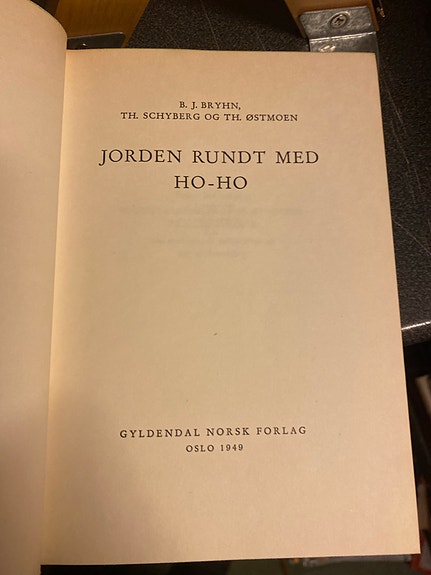 B. J. BRYHN,
TH. SCHYBERG OG TH. ØSTMOEN
JORDEN RUNDT MED
HO-HO
GYLDENDAL NORSK FORLAG
OSLO 1949